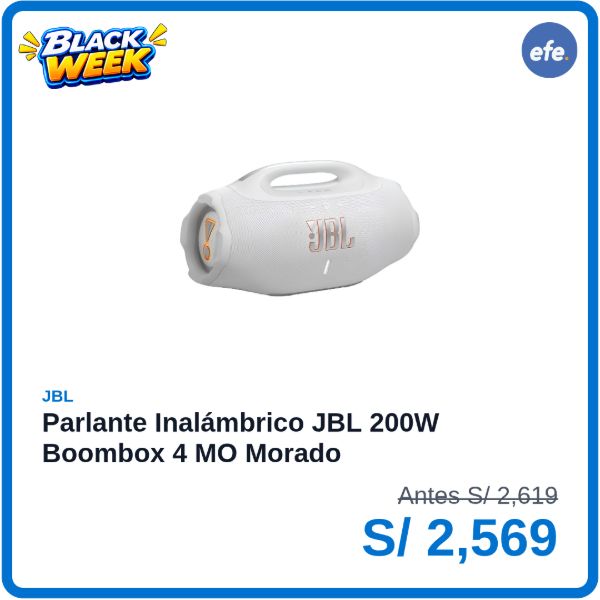 BLACK
WEEK
efe.
JBL
JBL
Parlante Inalámbrico JBL 200W
Boombox 4 MO Morado
Antes S/ 2,619
S/ 2,569